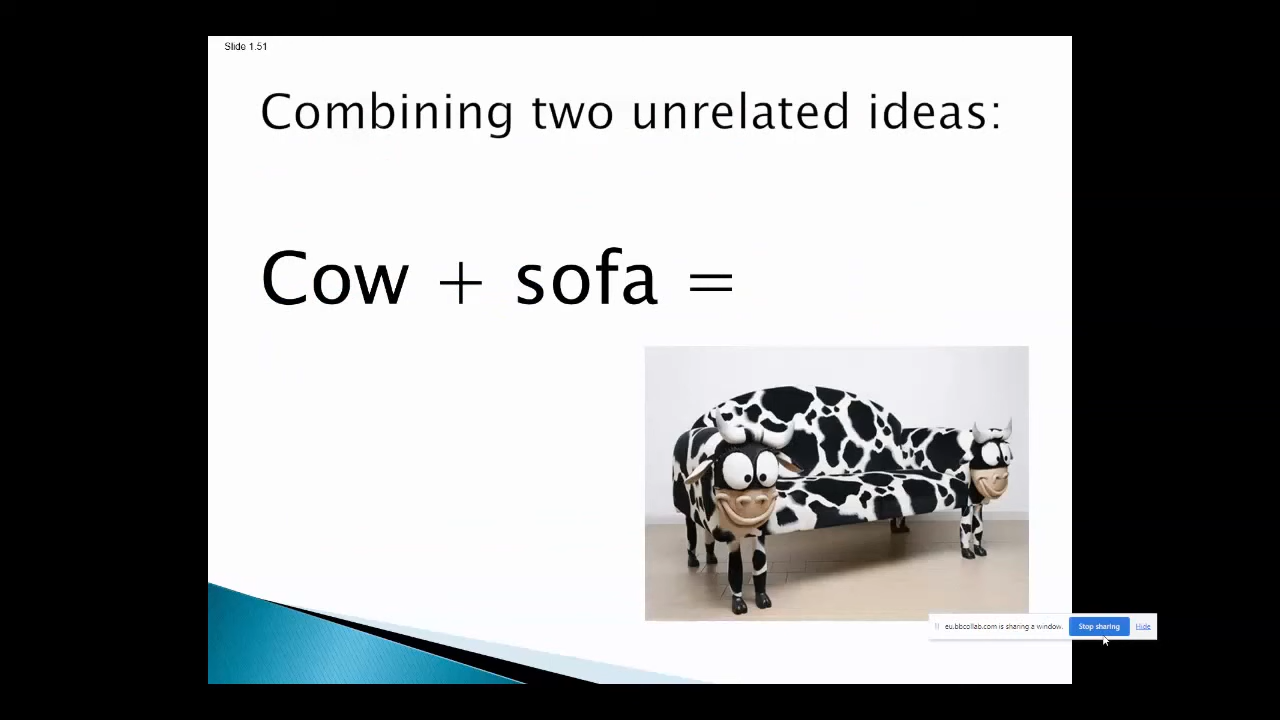 Slide 1.51
Combining two unrelated ideas:
Cow + sofa =
eu.bbcollab.com is sharing a window. Stop sharing Hide